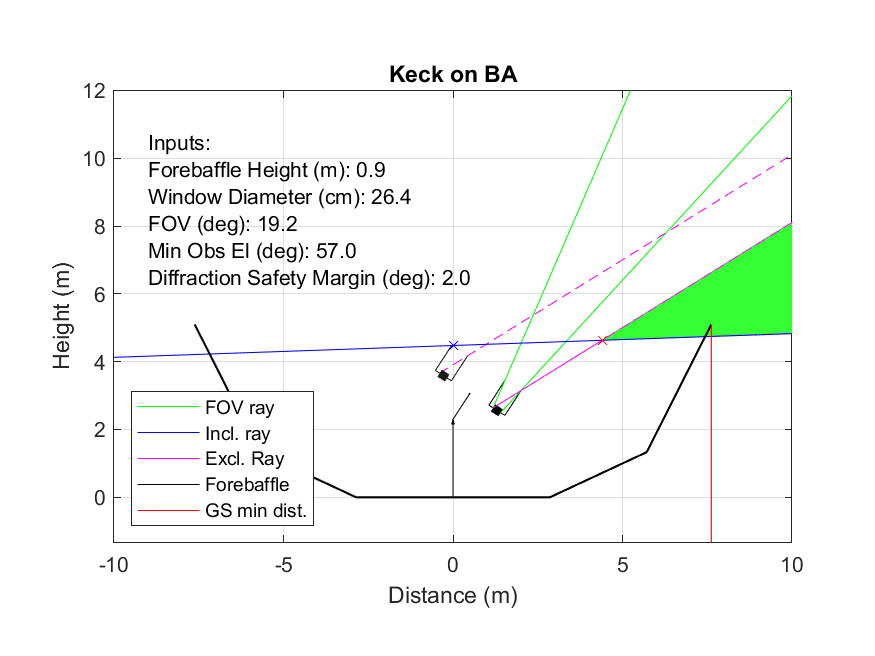 Keck on BA
Inputs:
Forebaffle Height (m): 0.9
Window Diameter (cm): 26.4
FOV (deg): 19.2
Min Obs El (deg): 57.0
Diffraction Safety Margin (deg): 2.0
12
10
8
6
4
2
0
Height (m)
FOV ray
Incl. ray
Excl. Ray
Forebaffle
GS min dist.
-10
-5
0
5
10
Distance (m)